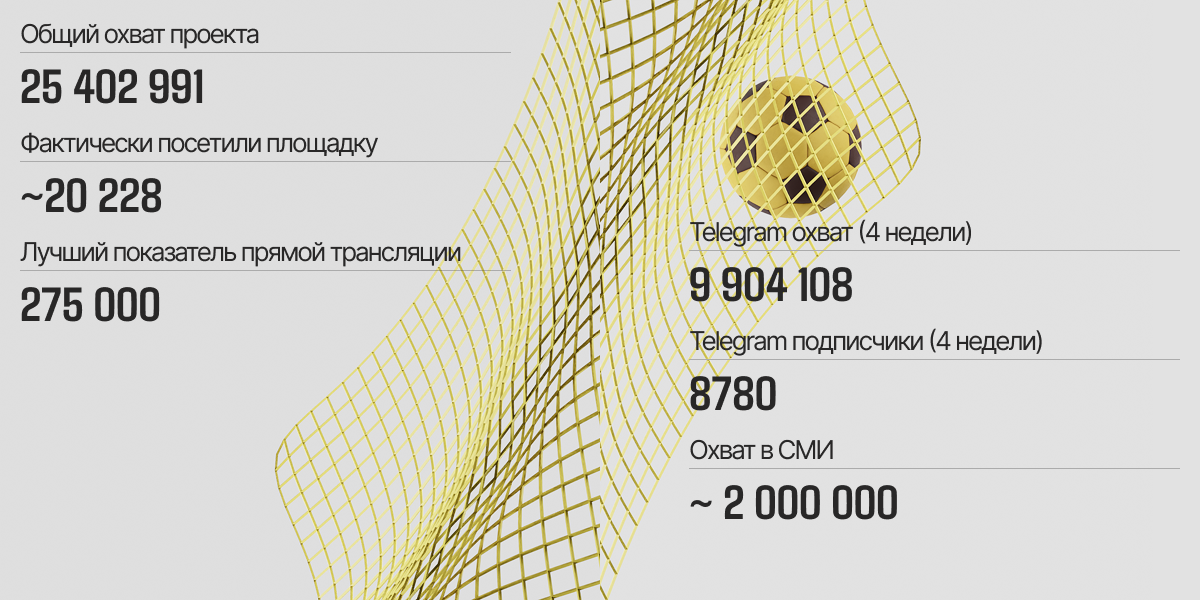 Общий охват проекта
25 402 991
Фактически посетили площадку
~20 228
Лучший показатель прямой трансляции
275 000
Telegram охват (4 недели)
9 904 108
Telegram подписчики (4 недели)
8780
Охват в СМИ
~ 2 000 000